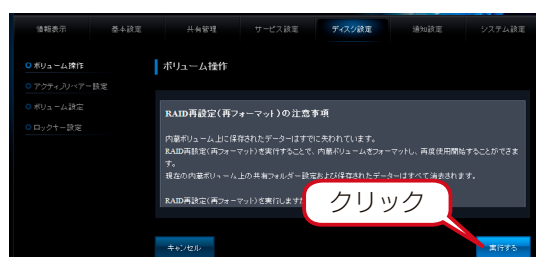 情報表示 基本設定 共有管理 サービス設定 ディスク設定 通知設定 システム設定
ボリューム操作
アクティブリペアー設定
ボリューム設定
ロックキー設定
ボリューム操作
RAID再設定(再フォーマット)の注意事項
内蔵ボリューム上に保存されたデーターはすでに失われています。
RAID再設定(再フォーマット)を実行することで、内蔵ボリュームをフォーマットし、再度使用開始することができま
す。
現在の内蔵ボリューム上の共有フォルダー設定および保存されたデーターはすべて消去されます。
RAID再設定(再フォーマット)を実行しますか
クリック
キャンセル
実行する